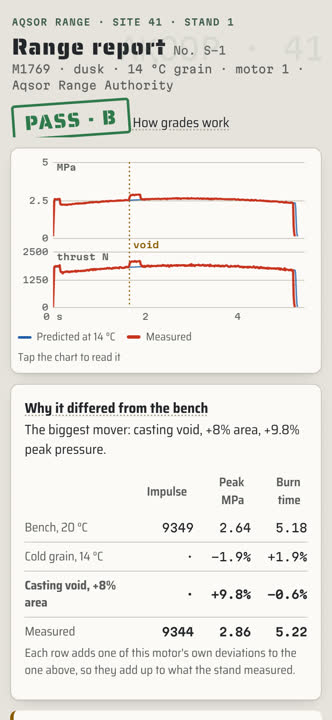 AQSOR RANGE · SITE 41 · STAND 1
Range report No. S-1
M1769 · dusk · 14 °C grain · motor 1 ·
Aqsor Range Authority
PASS · B
How grades work
5
MPa
2.5
0
void
2500
thrust N
1250
0
0 s
2
4
Predicted at 14 °C
Measured
Tap the chart to read it
Why it differed from the bench
The biggest mover: casting void, +8% area, +9.8%
peak pressure.
Impulse Peak MPa Burn time
Bench, 20 °C 9349 2.64 5.18
Cold grain, 14 °C · −1.9% +1.9%
Casting void, +8% area · +9.8% −0.6%
Measured 9344 2.86 5.22
Each row adds one of this motor's own deviations to the
one above, so they add up to what the stand measured.